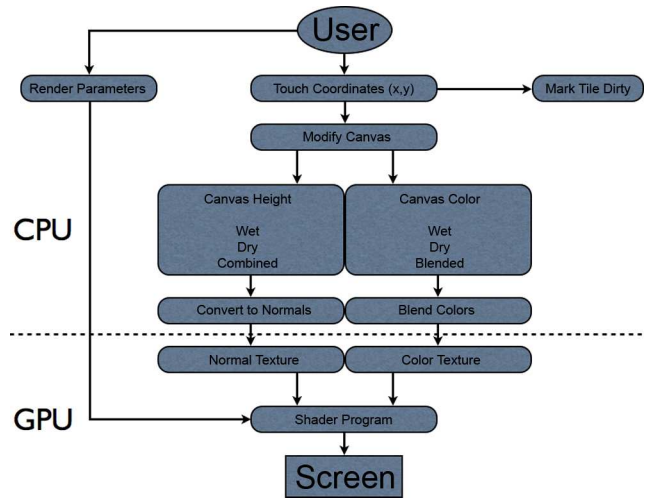 User
Render Parameters
Touch Coordinates (x,y)
Mark Tile Dirty
Modify Canvas
Canvas Height
Wet
Dry
Combined
Canvas Color
Wet
Dry
Blended
CPU
Convert to Normals
Blend Colors
Normal Texture
Color Texture
GPU
Shader Program
Screen